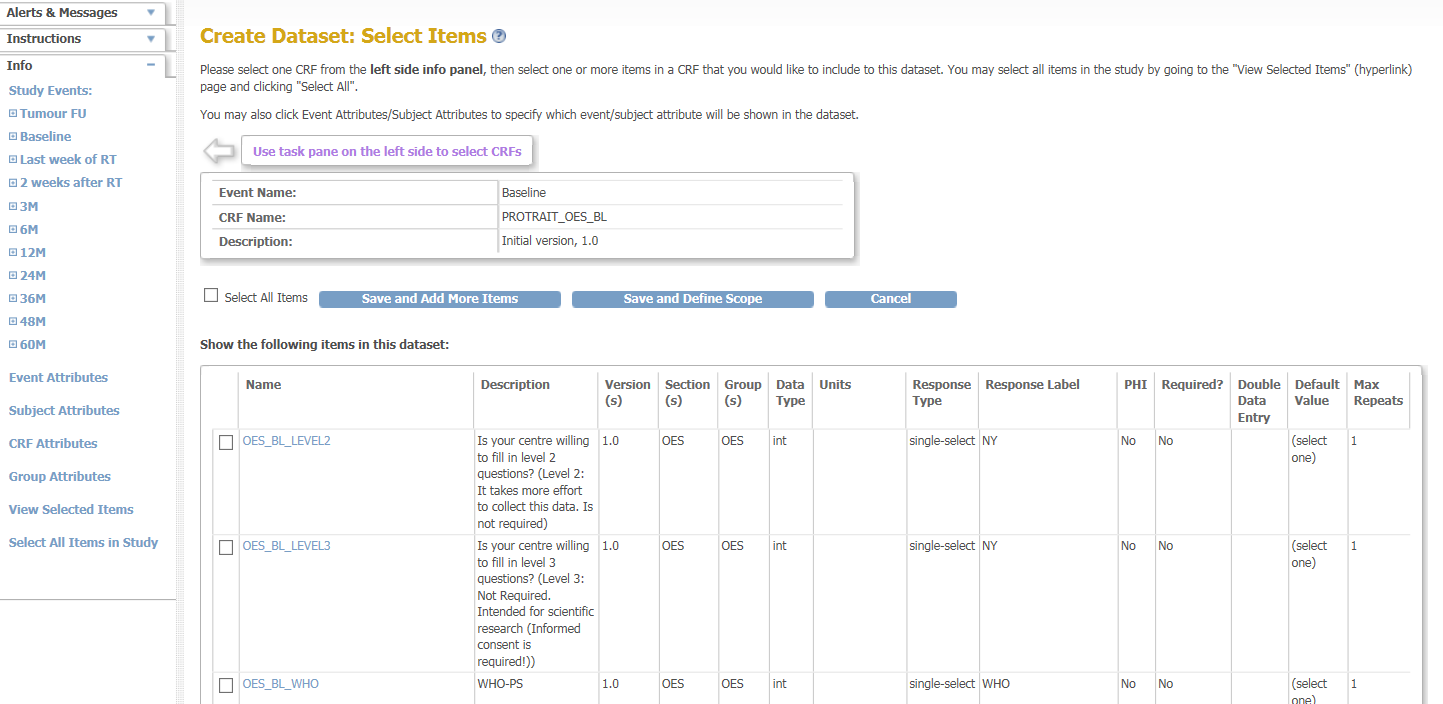 Alerts & Messages
Instructions
Info
Study Events:
Tumour FU
Baseline
Last week of RT
2 weeks after RT
3M
6M
12M
24M
36M
48M
60M
Event Attributes
Subject Attributes
CRF Attributes
Group Attributes
View Selected Items
Select All Items in Study
Create Dataset: Select Items ?
Please select one CRF from the left side info panel, then select one or more items in a CRF that you would like to include to this dataset. You may select all items in the study by going to the "View Selected Items" (hyperlink)
page and clicking "Select All".
You may also click Event Attributes/Subject Attributes to specify which event/subject attribute will be shown in the dataset.
Use task pane on the left side to select CRFs
Event Name: Baseline
CRF Name: PROTRAIT_OES_BL
Description: Initial version, 1.0
Select All Items Save and Add More Items Save and Define Scope Cancel
Show the following items in this dataset:
Name Description Version Section Group Data Units Response Response Label PHI Required? Double Default Max
(s) (s) (s) Type Type Data Value Repeats
Entry
OES_BL_LEVEL2 Is your centre willing 1.0 OES OES int single-select NY No No (select 1
to fill in level 2 one)
questions? (Level 2:
It takes more effort
to collect this data. Is
not required)
OES_BL_LEVEL3 Is your centre willing 1.0 OES OES int single-select NY No No (select 1
to fill in level 3 one)
questions? (Level 3:
Not Required.
Intended for scientific
research (Informed
consent is
required!))
OES_BL_WHO WHO-PS 1.0 OES OES int single-select WHO No No (select 1
one)